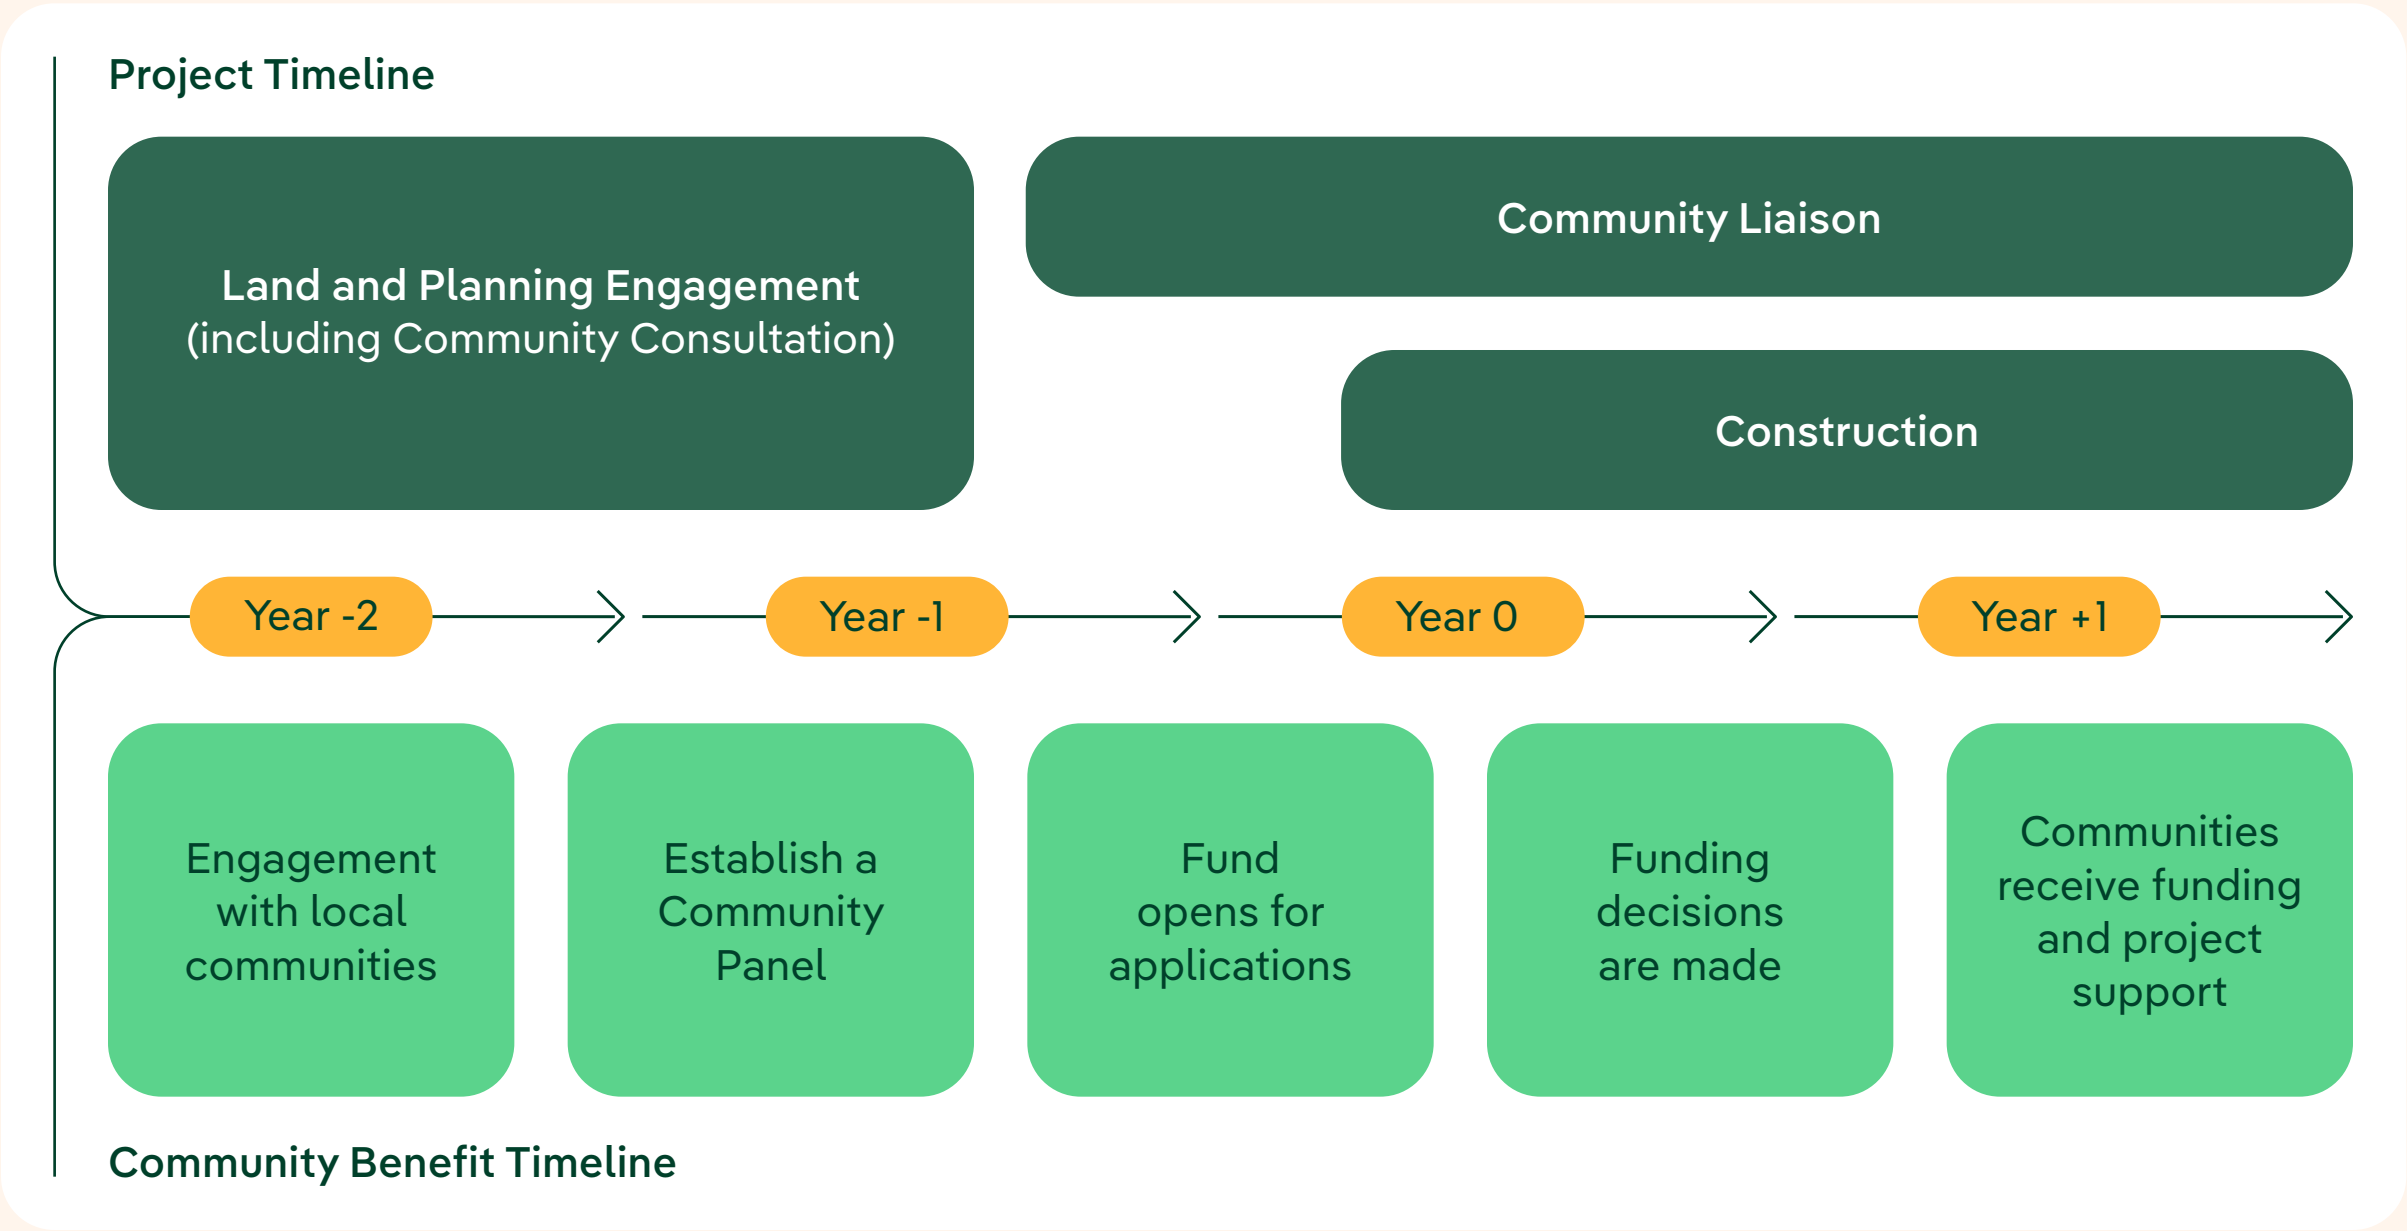 Project Timeline
Land and Planning Engagement
(including Community Consultation)
Community Liaison
Construction
Year -2
Year -1
Year 0
Year +1
Engagement
with local
communities
Establish a
Community
Panel
Fund
opens for
applications
Funding
decisions
are made
Communities
receive funding
and project
support
Community Benefit Timeline